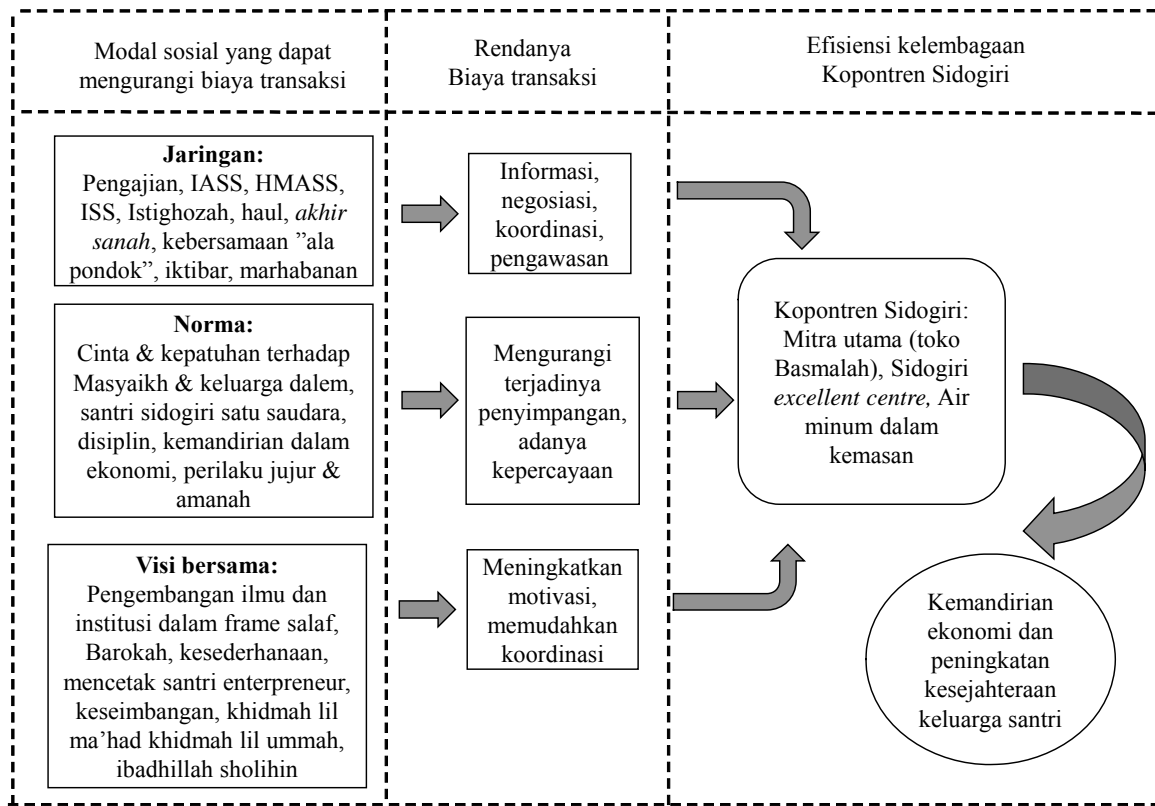 Modal sosial yang dapat
mengurangi biaya transaksi
Rendanya
Biaya transaksi
Efisiensi kelembagaan
Kopontren Sidogiri
Jaringan:
Pengajian, IASS, HMASS,
ISS, Istighozah, haul, akhir
sanah, kebersamaan ”ala
pondok”, iktibar, marhabanan
Informasi,
negosiasi,
koordinasi,
pengawasan
Norma:
Cinta & kepatuhan terhadap
Masyaikh & keluarga dalem,
santri sidogiri satu saudara,
disiplin, kemandirian dalam
ekonomi, perilaku jujur &
amanah
Mengurangi
terjadinya
penyimpangan,
adanya
kepercayaan
Visi bersama:
Pengembangan ilmu dan
institusi dalam frame salaf,
Barokah, kesederhanaan,
mencetak santri enterpreneur,
keseimbangan, khidmah lil
ma’had khidmah lil ummah,
ibadhillah sholihin
Meningkatkan
motivasi,
memudahkan
koordinasi
Kopontren Sidogiri:
Mitra utama (toko
Basmalah), Sidogiri
excellent centre, Air
minum dalam
kemasan
Kemandirian
ekonomi dan
peningkatan
kesejahteraan
keluarga santri